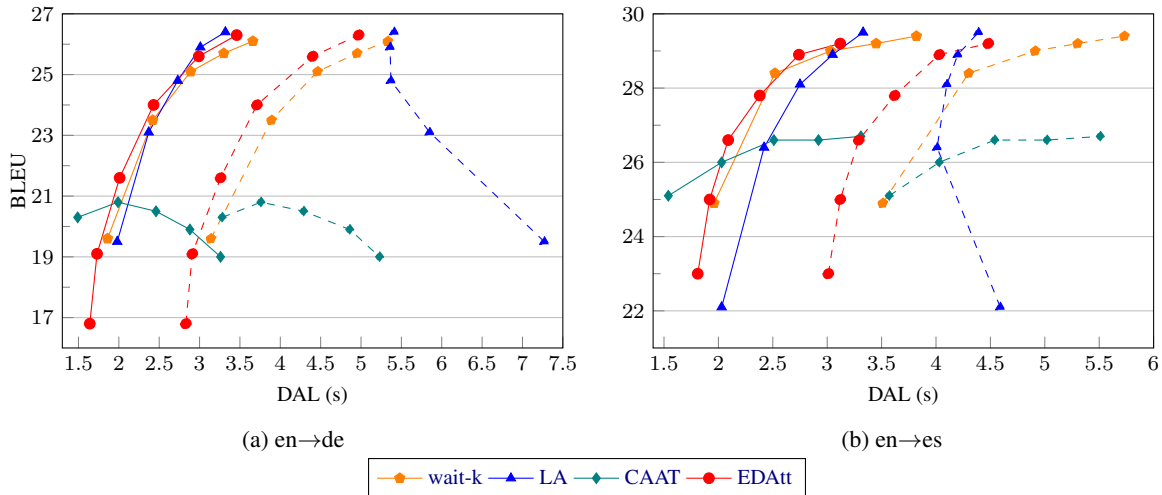 27
25
23
21
19
17
BLEU
1.5 2 2.5 3 3.5 4 4.5 5 5.5 6 6.5 7 7.5
DAL (s)
(a) en→de
30
28
26
24
22
1.5 2 2.5 3 3.5 4 4.5 5 5.5 6
DAL (s)
(b) en→es
wait-k LA CAAT EDAtt